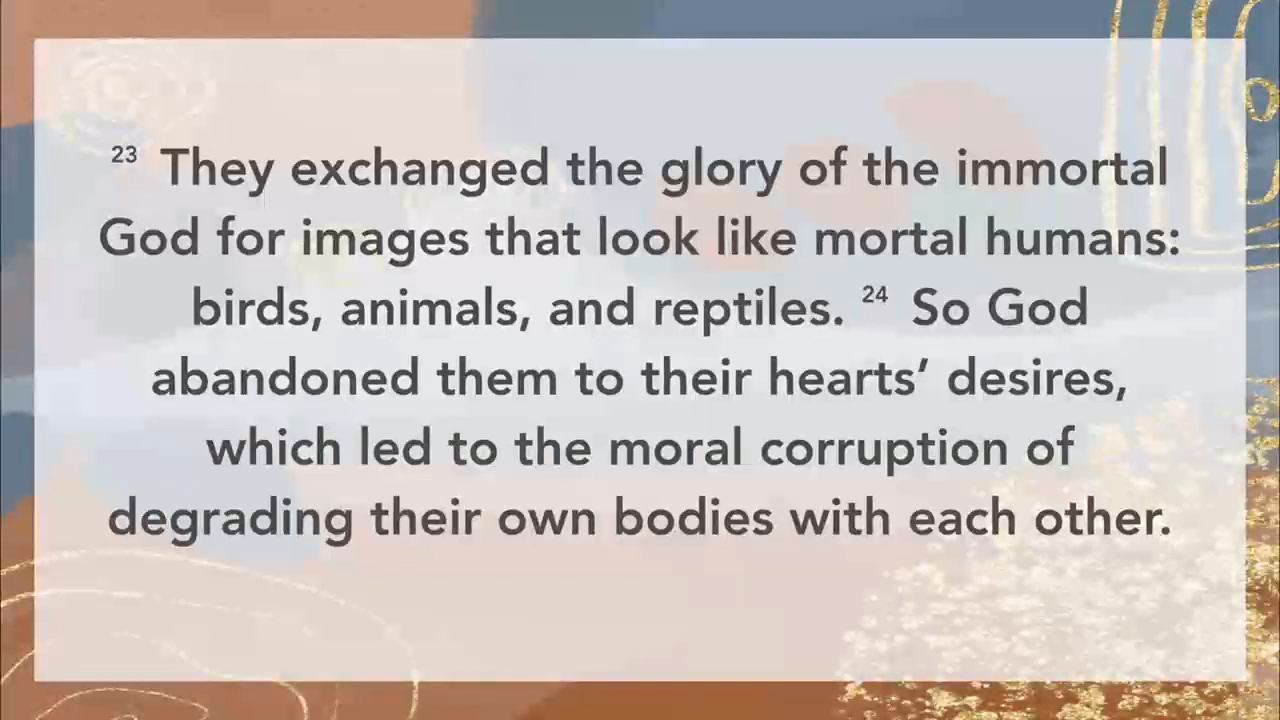 23 They exchanged the glory of the immortal
God for images that look like mortal humans:
birds, animals, and reptiles. 24 So God
abandoned them to their hearts’ desires,
which led to the moral corruption of
degrading their own bodies with each other.